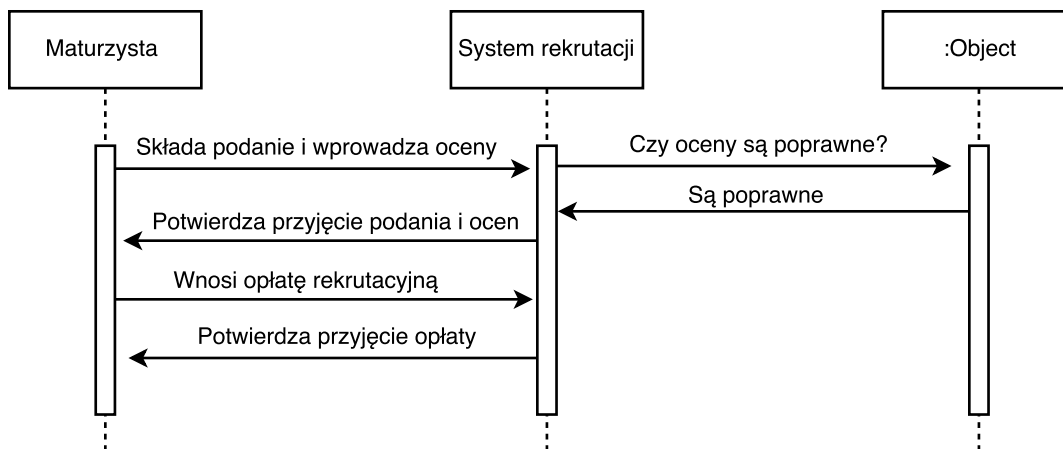 Maturzysta
System rekrutacji
:Object
Składa podanie i wprowadza oceny
Czy oceny są poprawne?
Są poprawne
Potwierdza przyjęcie podania i ocen
Wnosi opłatę rekrutacyjną
Potwierdza przyjęcie opłaty